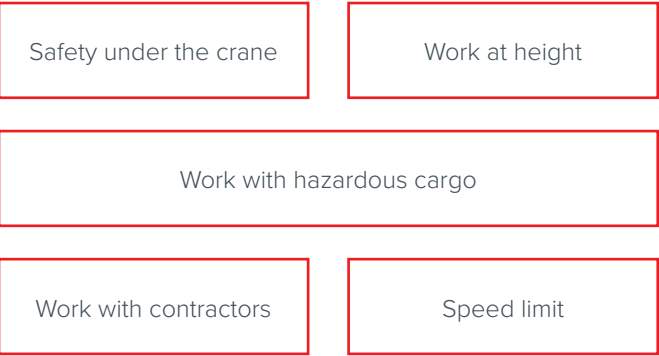 Safety under the crane
Work at height
Work with hazardous cargo
Work with contractors
Speed limit